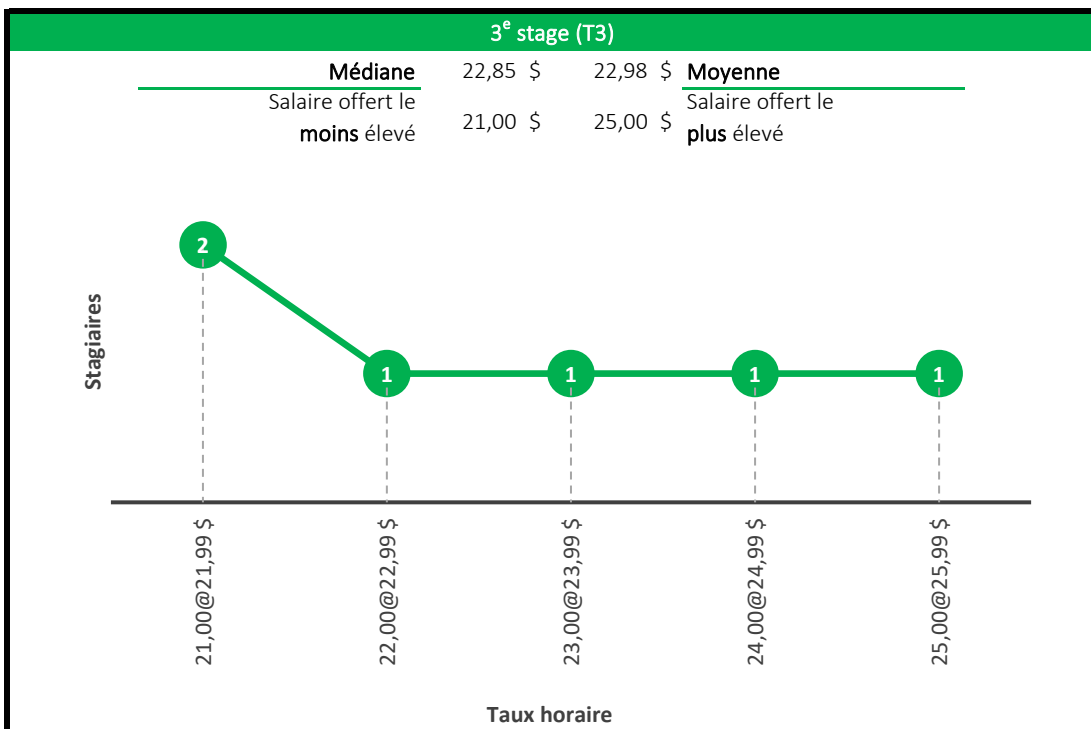 3e stage (T3)
Médiane 22,85 $ 22,98 $ Moyenne
Salaire offert le moins élevé 21,00 $ 25,00 $ Salaire offert le plus élevé
Stagiaires
2
1
1
1
1
21,00@21,99 $
22,00@22,99 $
23,00@23,99 $
24,00@24,99 $
25,00@25,99 $
Taux horaire